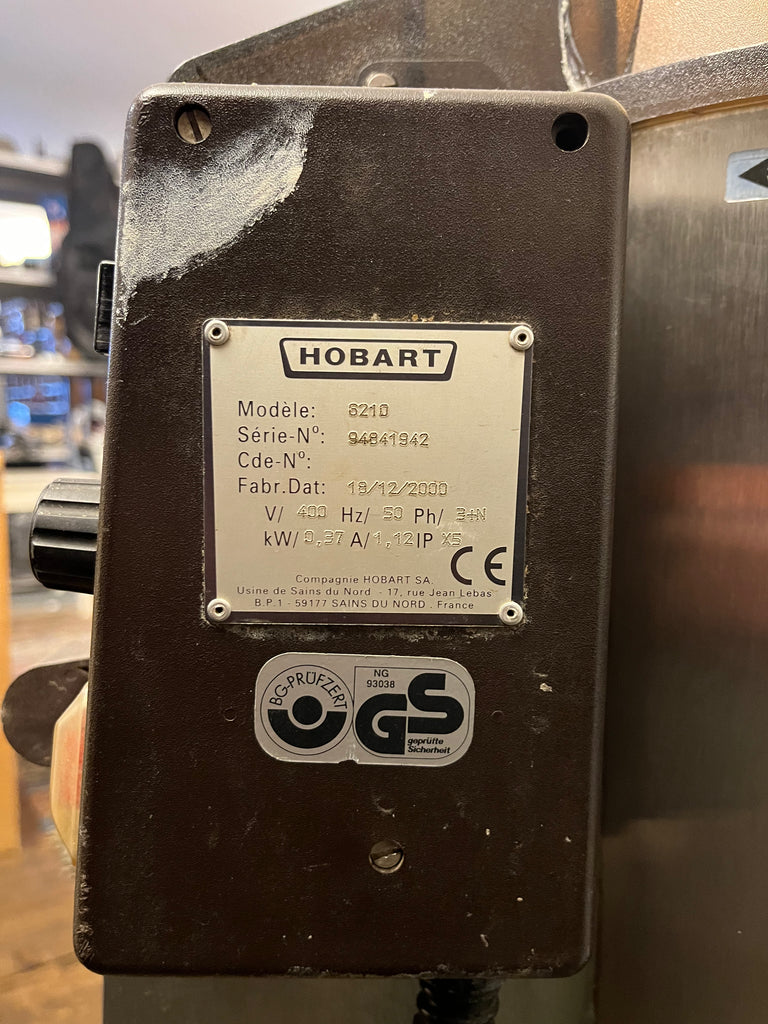 HOBART
Modèle: 6210
Série-Nº: 94841942
Cde-Nº:
Fabr.Dat: 18/12/2000
V/ 400 Hz/ 50 Ph/ 3+N
kW/ 0,37 A/ 1,12 IP X5
CE
Compagnie HOBART SA.
Usine de Sains du Nord - 17, rue Jean Lebas
B.P.1 - 59177 SAINS DU NORD . France
BG-PRÜFZERT
NG
93038
GS
geprüfte
Sicherheit